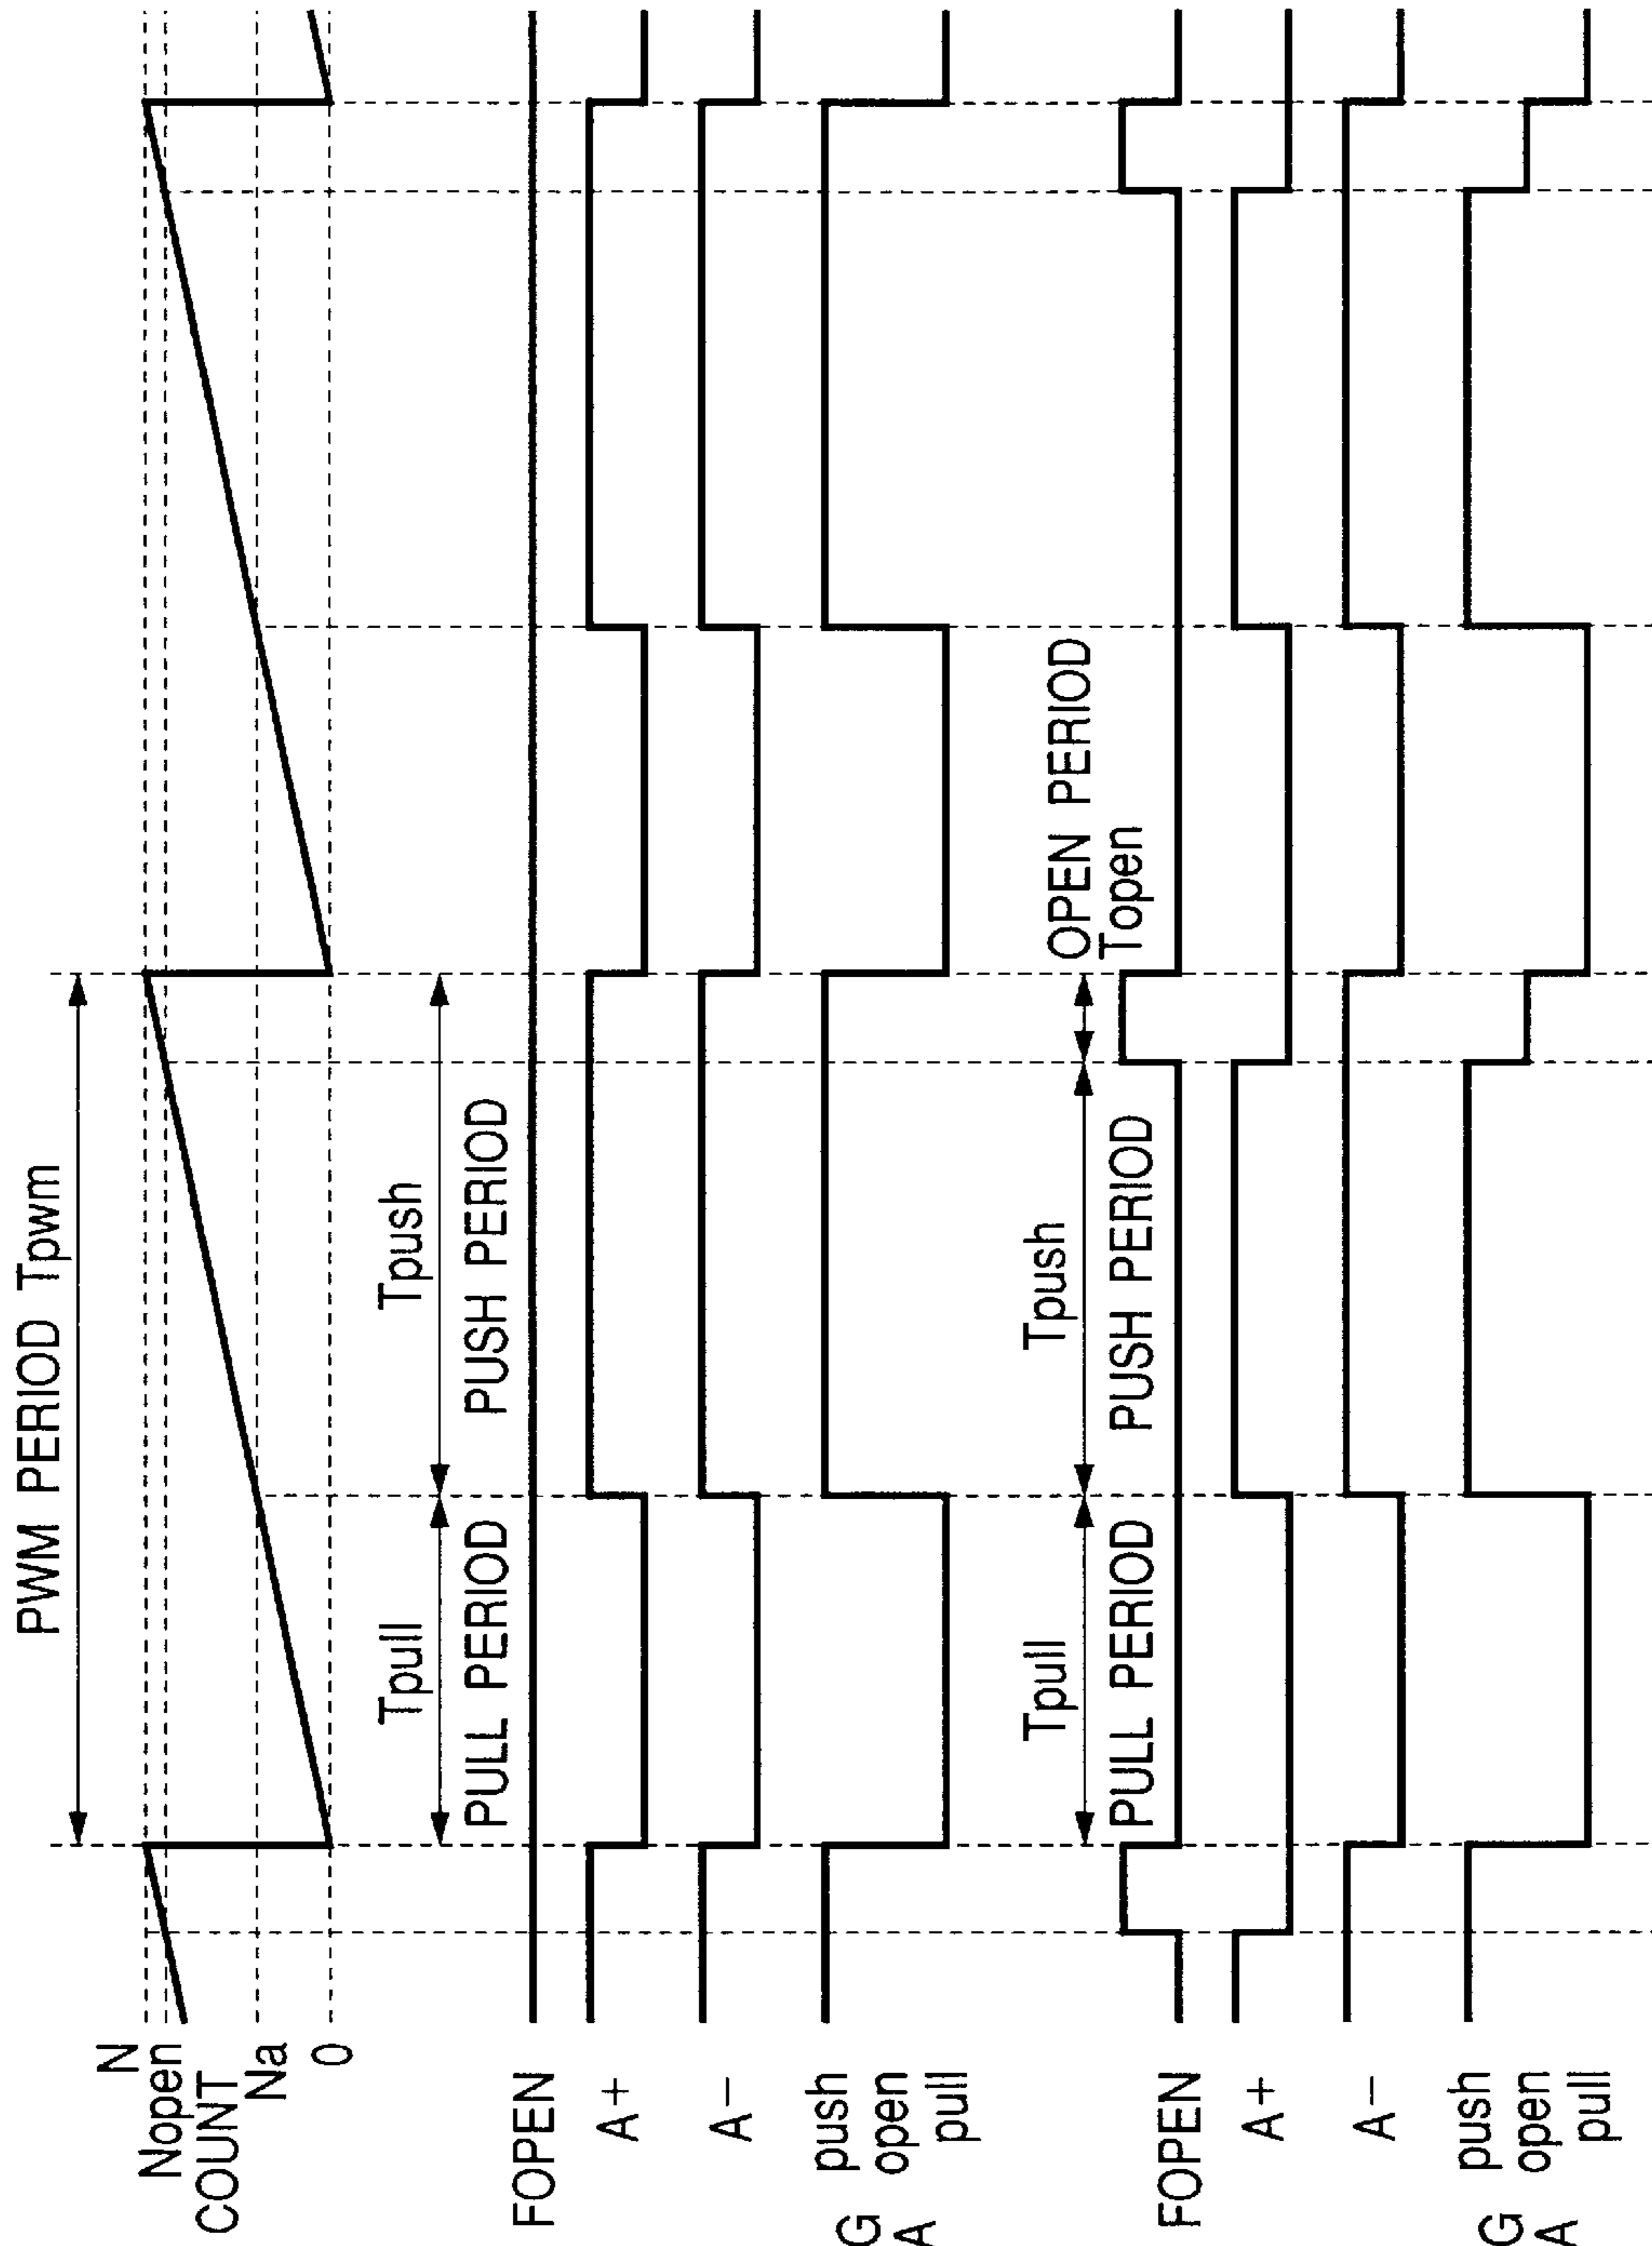 PWM PERIOD Tpwm
N
Nopen
COUNT
Na
0
Tpull
Tpush
PULL PERIOD
PUSH PERIOD
FOPEN
A+
A−
G push
A open
pull
OPEN PERIOD
Topen
Tpull
Tpush
PULL PERIOD
PUSH PERIOD
FOPEN
A+
A−
G push
A open
pull